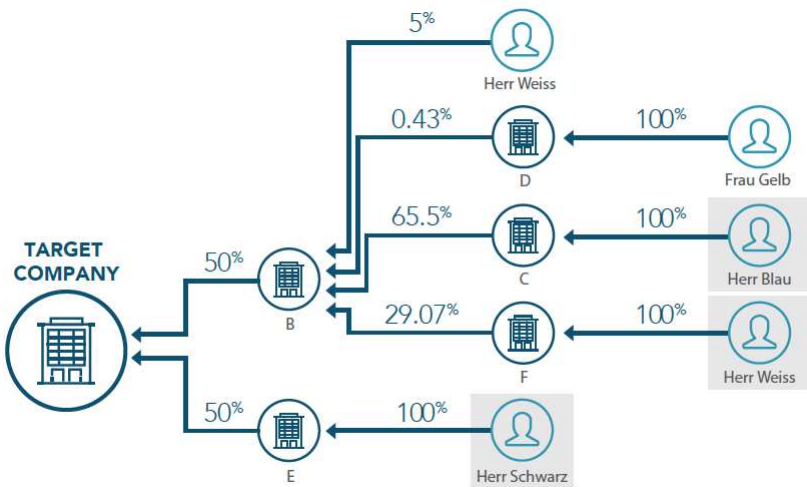 5%
Herr Weiss
0.43%
100%
D
Frau Gelb
65.5%
100%
C
Herr Blau
TARGET
COMPANY
50%
B
29.07%
100%
F
Herr Weiss
50%
100%
E
Herr Schwarz